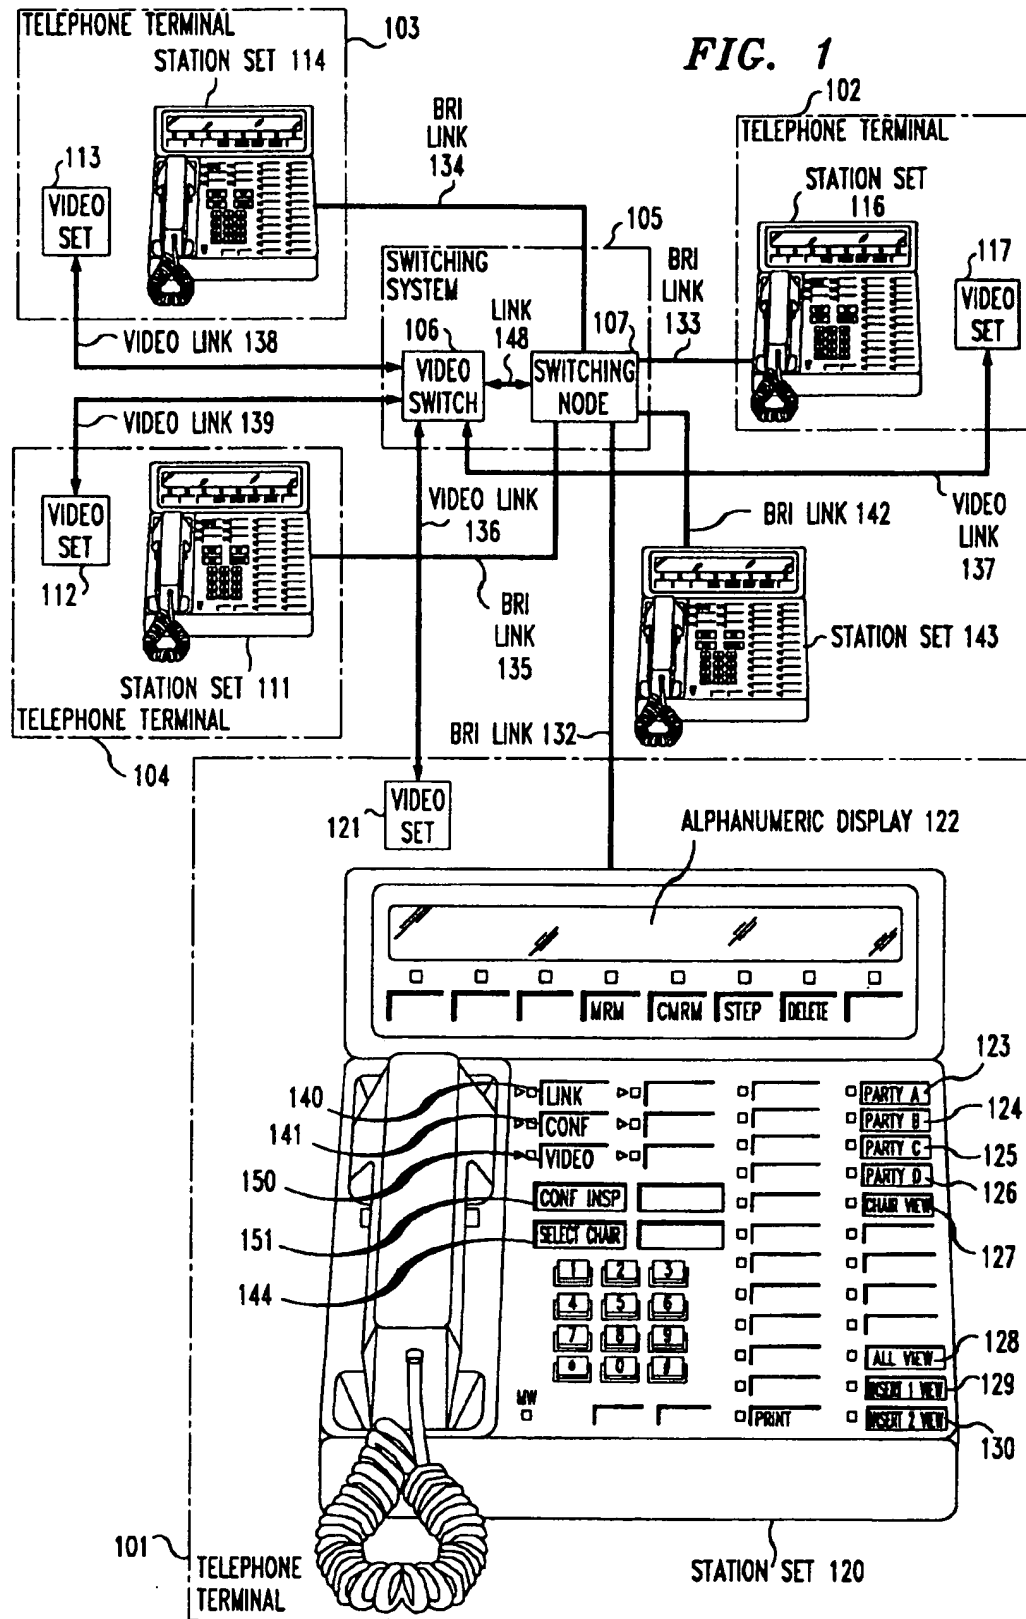 FIG. 1
TELEPHONE TERMINAL
103
STATION SET 114
113
VIDEO
SET
BRI
LINK
134
102
TELEPHONE TERMINAL
STATION SET
116
117
VIDEO
SET
105
SWITCHING
SYSTEM
106
VIDEO
SWITCH
LINK
148
107
SWITCHING
NODE
BRI
LINK
133
VIDEO LINK 138
VIDEO LINK 139
VIDEO
SET
112
STATION SET 111
TELEPHONE TERMINAL
104
VIDEO LINK
136
BRI
LINK
135
BRI LINK 142
VIDEO
LINK
137
STATION SET 143
BRI LINK 132
VIDEO
SET
121
ALPHANUMERIC DISPLAY 122
MRM
CMRM
STEP
DELETE
123
140
LINK
PARTY A
124
141
CONF
PARTY B
125
150
VIDEO
PARTY C
126
PARTY D
151
CONF INSP
CHAIR VIEW
127
144
SELECT CHAIR
1 2 3
4 5 6
7 8 9
* 0 #
128
ALL VIEW
129
INSERT 1 VIEW
MW
PRINT
INSERT 2 VIEW
130
101
TELEPHONE
TERMINAL
STATION SET 120